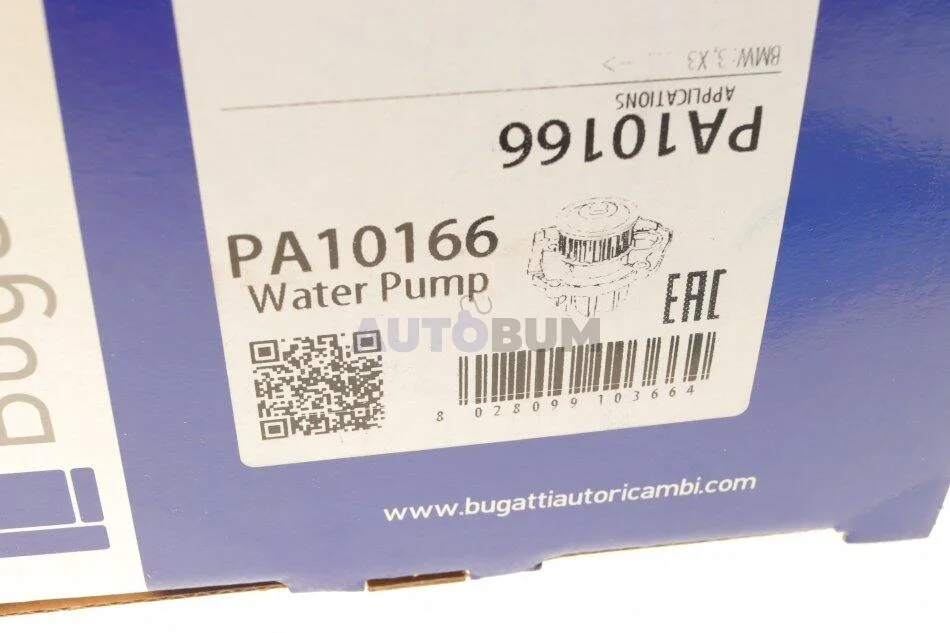 BMW: 3, X3 ... ->
APPLICATIONS
PA10166
PA10166
Water Pump
EAC
AUTOBUM
8 028099 103664
www.bugattiautoricambi.com